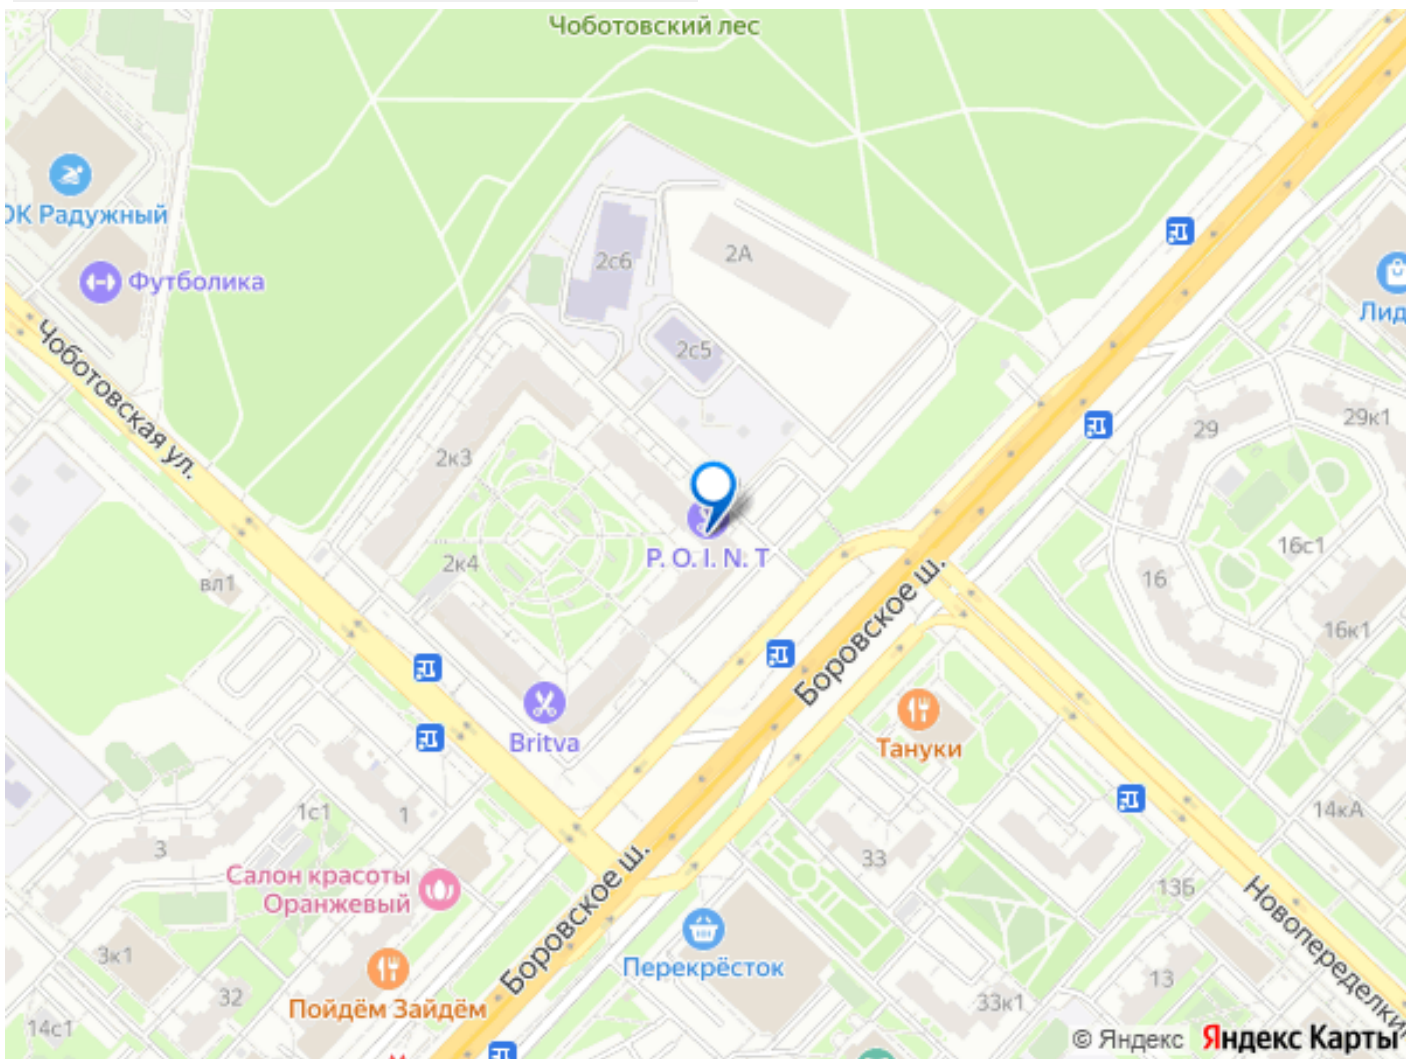 Чоботовский лес
ОК Радужный
Футболика
2с6
2А
2с5
Лид
Чоботовская ул.
2к3
29
29к1
2к4
P. O. I. N. T
16с1
16
16к1
вл1
Боровское ш.
Britva
Тануки
1с1
1
3
33
14кА
13Б
Салон красоты
Оранжевый
Боровское ш.
Новопеределки
Перекрёсток
3к1
32
Пойдём Зайдём
33к1
13
14с1
© Яндекс Яндекс Карты